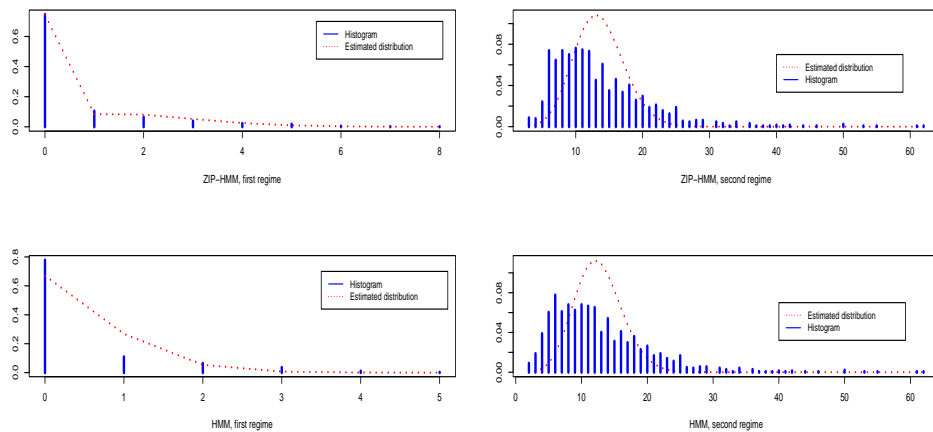 0.0 0.2 0.4 0.6
Histogram
Estimated distribution
0 2 4 6 8
ZIP−HMM, first regime
0.00 0.04 0.08
Estimated distribution
Histogram
10 20 30 40 50 60
ZIP−HMM, second regime
0.0 0.2 0.4 0.6 0.8
Histogram
Estimated distribution
0 1 2 3 4 5
HMM, first regime
0.00 0.04 0.08
Estimated distribution
Histogram
0 10 20 30 40 50 60
HMM, second regime